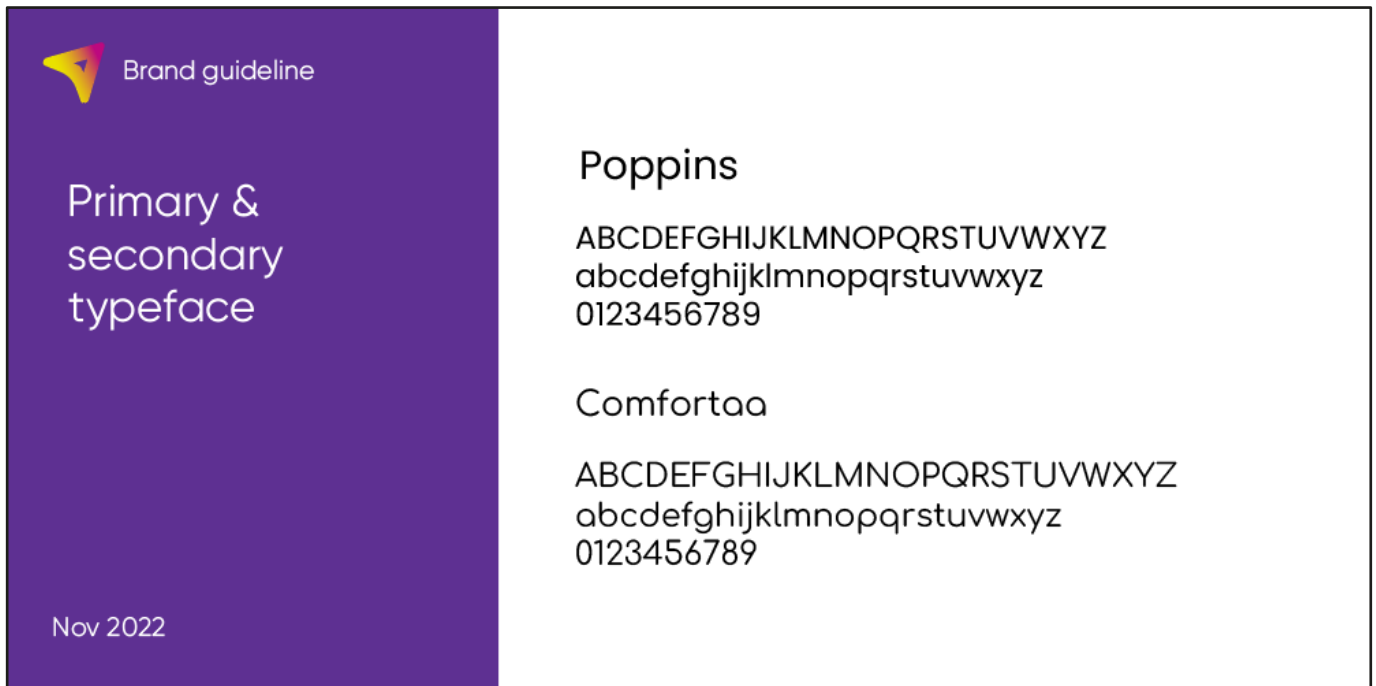 Brand guideline
Primary &
secondary
typeface
Nov 2022
Poppins
ABCDEFGHIJKLMNOPQRSTUVWXYZ
abcdefghijklmnopqrstuvwxyz
0123456789
Comfortaa
ABCDEFGHIJKLMNOPQRSTUVWXYZ
abcdefghijklmnopqrstuvwxyz
0123456789